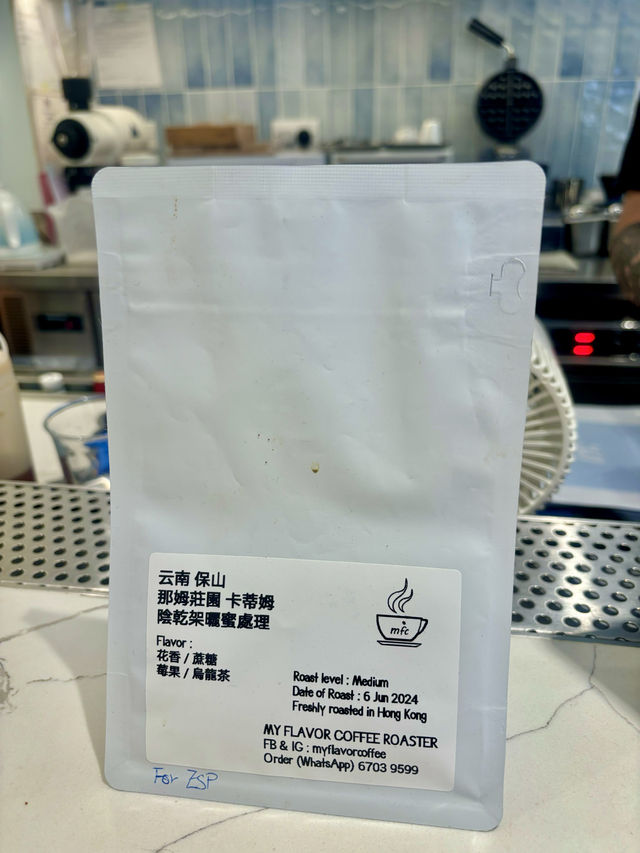 云南 保山
那姆莊園 卡蒂姆
陰乾架曬蜜處理
Flavor :
花香 / 蔗糖
莓果 / 烏龍茶
mfc
Roast level : Medium
Date of Roast : 6 Jun 2024
Freshly roasted in Hong Kong
MY FLAVOR COFFEE ROASTER
FB & IG : myflavorcoffee
Order (WhatsApp) 6703 9599
For ZSP